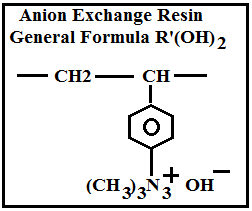 Anion Exchange Resin
General Formula R'(OH)₂
CH2 CH
(CH₃)₃N₃⁺ OH⁻